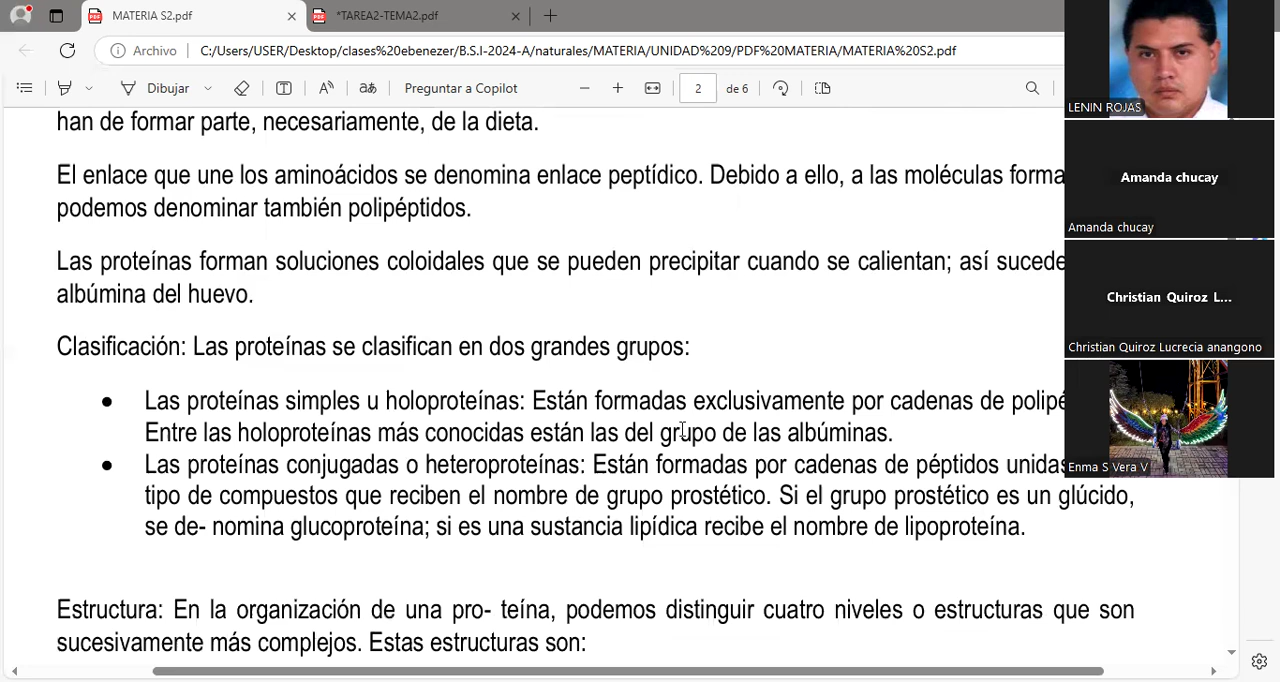 MATERIA S2.pdf
*TAREA2-TEMA2.pdf
Archivo
C:/Users/USER/Desktop/clases%20ebenezer/B.S.I-2024-A/naturales/MATERIA/UNIDAD%209/PDF%20MATERIA/MATERIA%20S2.pdf
Dibujar
Preguntar a Copilot
2 de 6
han de formar parte, necesariamente, de la dieta.
El enlace que une los aminoácidos se denomina enlace peptídico. Debido a ello, a las moléculas forma
podemos denominar también polipéptidos.
Las proteínas forman soluciones coloidales que se pueden precipitar cuando se calientan; así sucede
albúmina del huevo.
Clasificación: Las proteínas se clasifican en dos grandes grupos:
• Las proteínas simples u holoproteínas: Están formadas exclusivamente por cadenas de polipé
Entre las holoproteínas más conocidas están las del grupo de las albúminas.
• Las proteínas conjugadas o heteroproteínas: Están formadas por cadenas de péptidos unidas
tipo de compuestos que reciben el nombre de grupo prostético. Si el grupo prostético es un glúcido,
se de- nomina glucoproteína; si es una sustancia lipídica recibe el nombre de lipoproteína.
Estructura: En la organización de una pro- teína, podemos distinguir cuatro niveles o estructuras que son
sucesivamente más complejos. Estas estructuras son:
LENIN ROJAS
Amanda chucay
Amanda chucay
Christian Quiroz L...
Christian Quiroz Lucrecia anangono
Enma S Vera V